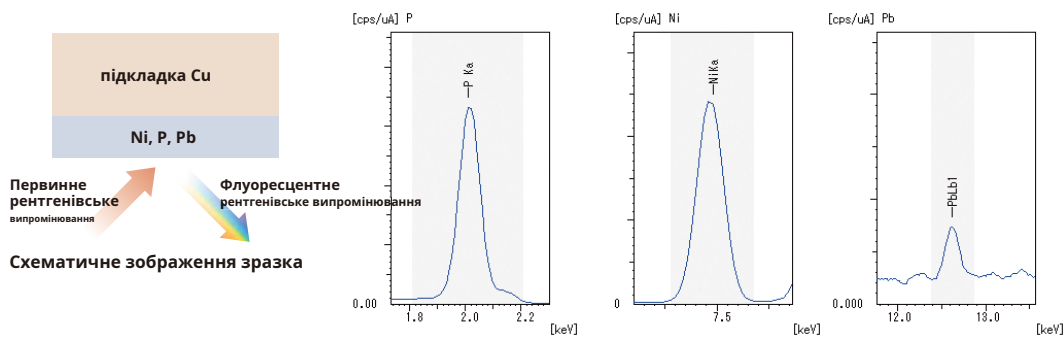 підкладка Cu
Ni, P, Pb
Первинне
рентгенівське
випромінювання
Флуоресцентне
рентгенівське випромінювання
Схематичне зображення зразка
[cps/uA] P
P Ka
0.00
1.8 2.0 2.2
[keV]
[cps/uA] Ni
NiKa
0
7.5
[keV]
[cps/uA] Pb
PbLb1
0.000
12.0 13.0
[keV]